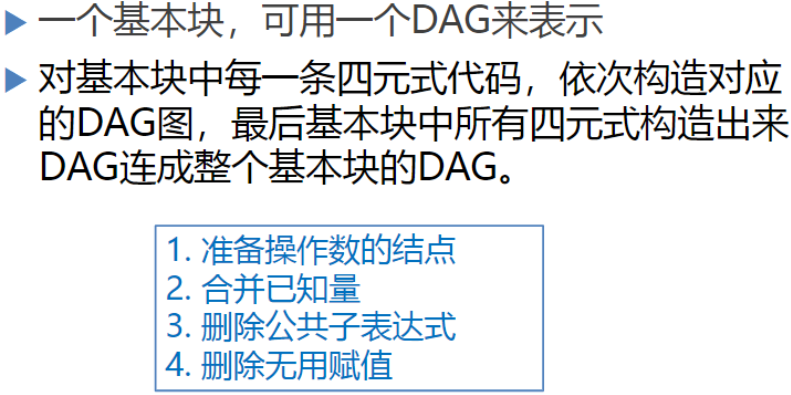 一个基本块，可用一个DAG来表示
对基本块中每一条四元式代码，依次构造对应
的DAG图，最后基本块中所有四元式构造出来
DAG连成整个基本块的DAG。
1. 准备操作数的结点
2. 合并已知量
3. 删除公共子表达式
4. 删除无用赋值